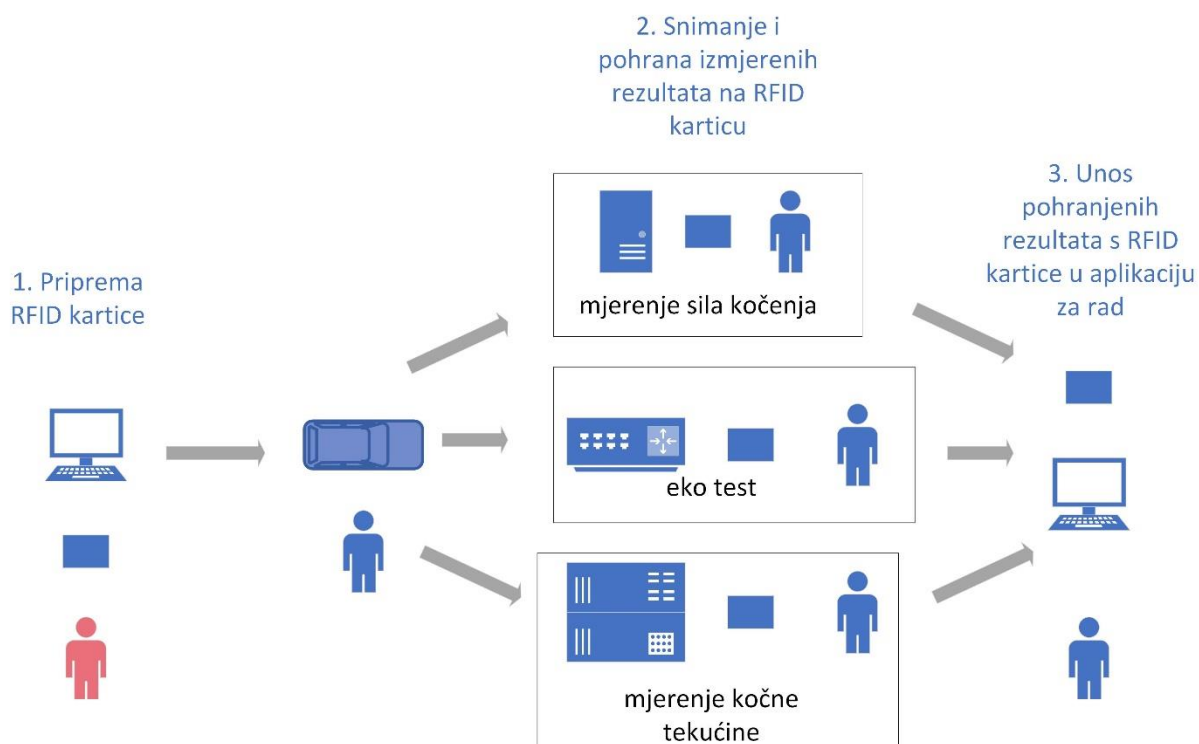 1. Priprema
RFID kartice
2. Snimanje i
pohrana izmjerenih
rezultata na RFID
karticu
mjerenje sila kočenja
eko test
mjerenje kočne
tekućine
3. Unos
pohranjenih
rezultata s RFID
kartice u aplikaciju
za rad